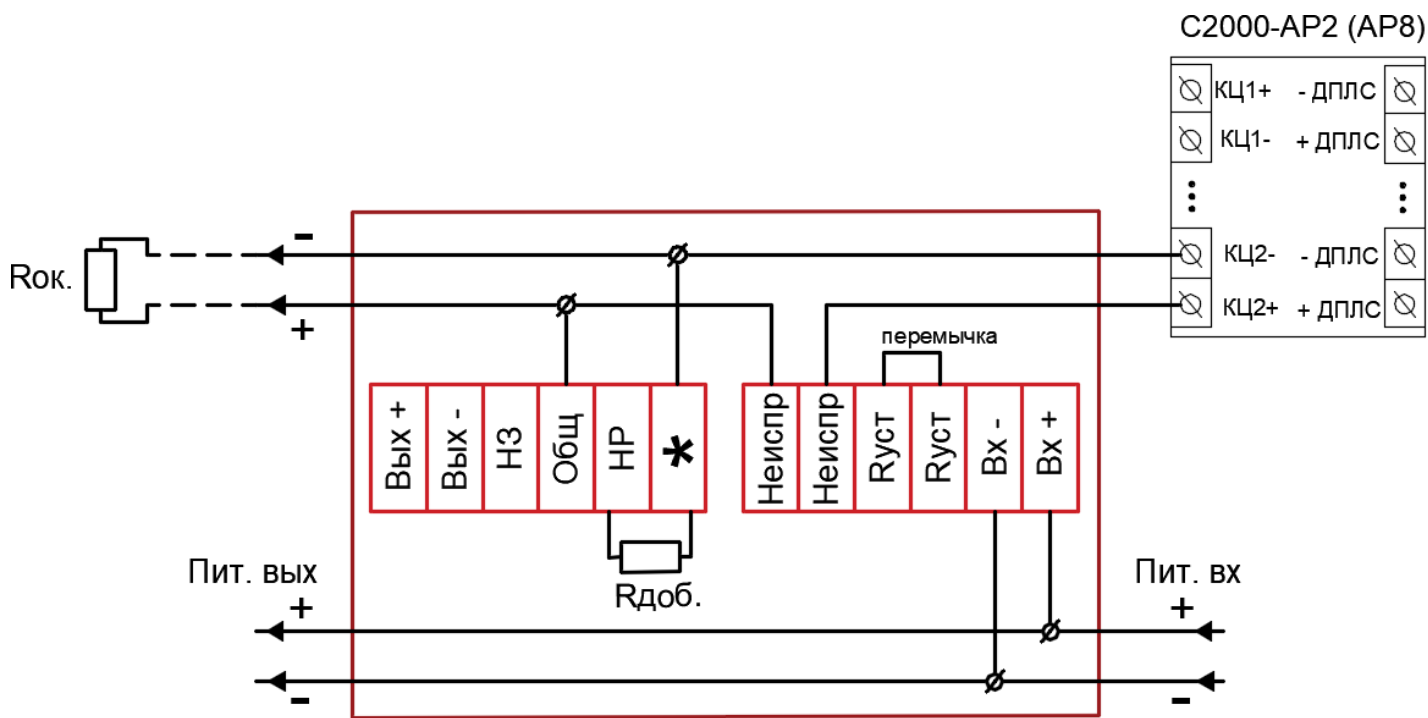 С2000-АР2 (АР8)
КЦ1+ - ДПЛС
КЦ1- + ДПЛС
КЦ2- - ДПЛС
КЦ2+ + ДПЛС
-
Rок.
+
перемычка
Вых +
Вых -
НЗ
Общ
НР
*
Неиспр
Неиспр
Rуст
Rуст
Вх -
Вх +
Rдоб.
Пит. вых
+
-
Пит. вх
+
-